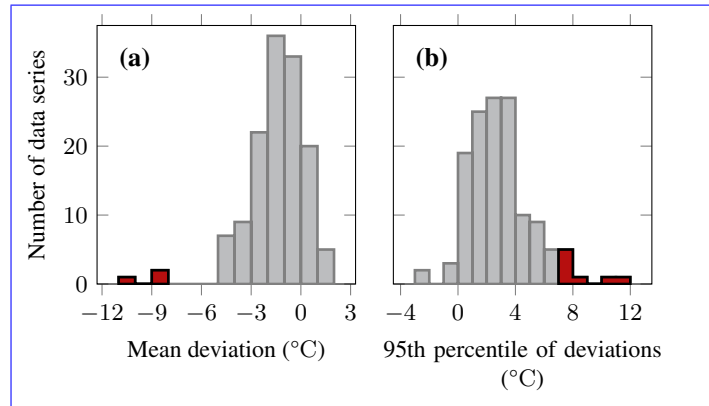 (a) (b)
Number of data series
30
20
10
0
−12 −9 −6 −3 0 3
−4 0 4 8 12
Mean deviation (°C)
95th percentile of deviations
(°C)